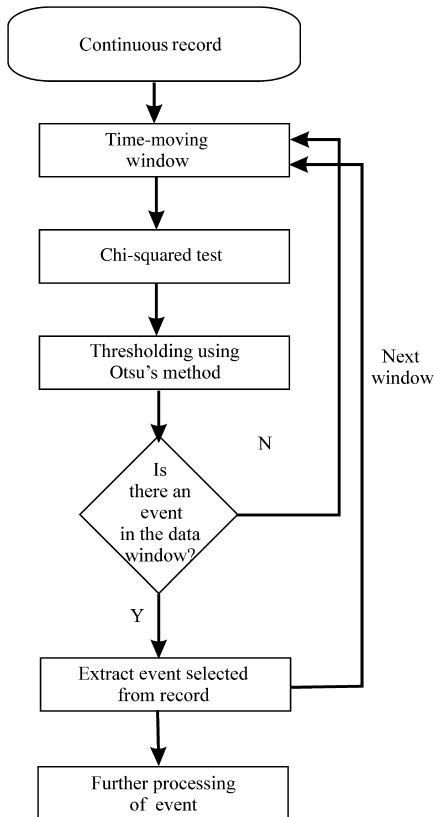 Continuous record
Time-moving
window
Chi-squared test
Thresholding using
Otsu's method
Next
window
N
Is
there an
event
in the data
window?
Y
Extract event selected
from record
Further processing
of event